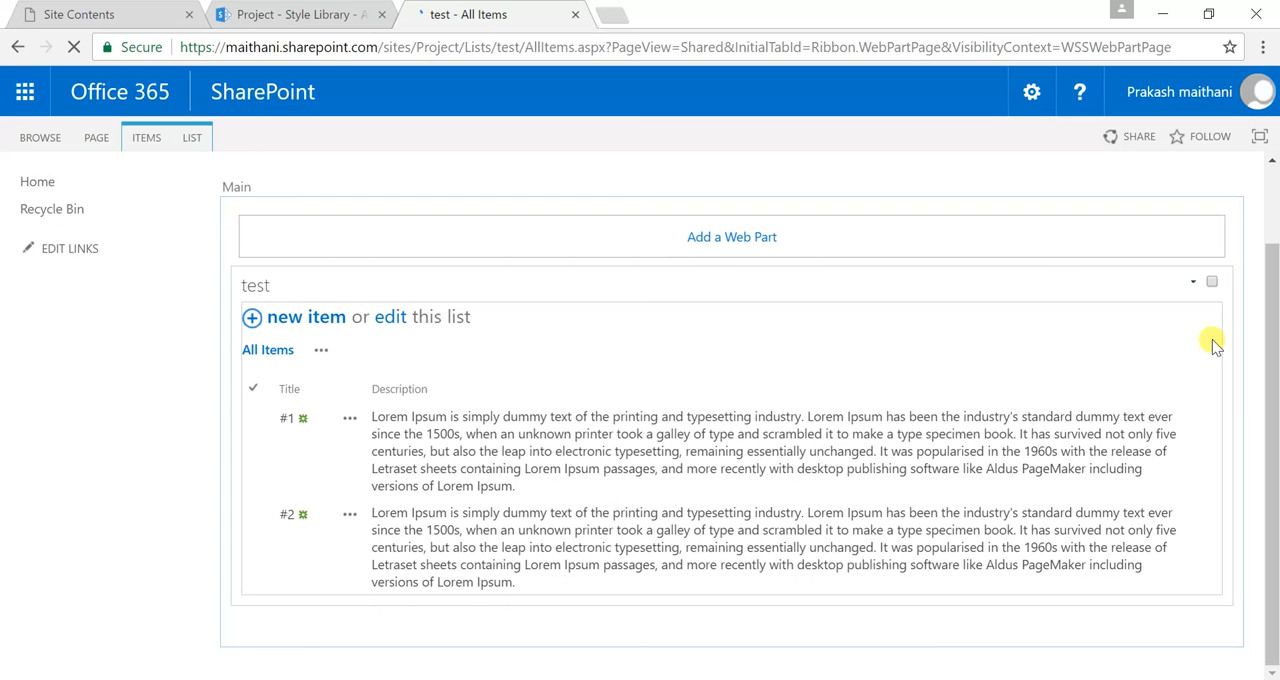 Site Contents
Project - Style Library - A
test - All Items
Secure
https://maithani.sharepoint.com/sites/Project/Lists/test/AllItems.aspx?PageView=Shared&InitialTabId=Ribbon.WebPartPage&VisibilityContext=WSSWebPartPage
Office 365
SharePoint
?
Prakash maithani
BROWSE
PAGE
ITEMS
LIST
SHARE
FOLLOW
Home
Recycle Bin
EDIT LINKS
Main
Add a Web Part
test
new item or edit this list
All Items
Title
Description
#1
Lorem Ipsum is simply dummy text of the printing and typesetting industry. Lorem Ipsum has been the industry's standard dummy text ever
since the 1500s, when an unknown printer took a galley of type and scrambled it to make a type specimen book. It has survived not only five
centuries, but also the leap into electronic typesetting, remaining essentially unchanged. It was popularised in the 1960s with the release of
Letraset sheets containing Lorem Ipsum passages, and more recently with desktop publishing software like Aldus PageMaker including
versions of Lorem Ipsum.
#2
Lorem Ipsum is simply dummy text of the printing and typesetting industry. Lorem Ipsum has been the industry's standard dummy text ever
since the 1500s, when an unknown printer took a galley of type and scrambled it to make a type specimen book. It has survived not only five
centuries, but also the leap into electronic typesetting, remaining essentially unchanged. It was popularised in the 1960s with the release of
Letraset sheets containing Lorem Ipsum passages, and more recently with desktop publishing software like Aldus PageMaker including
versions of Lorem Ipsum.